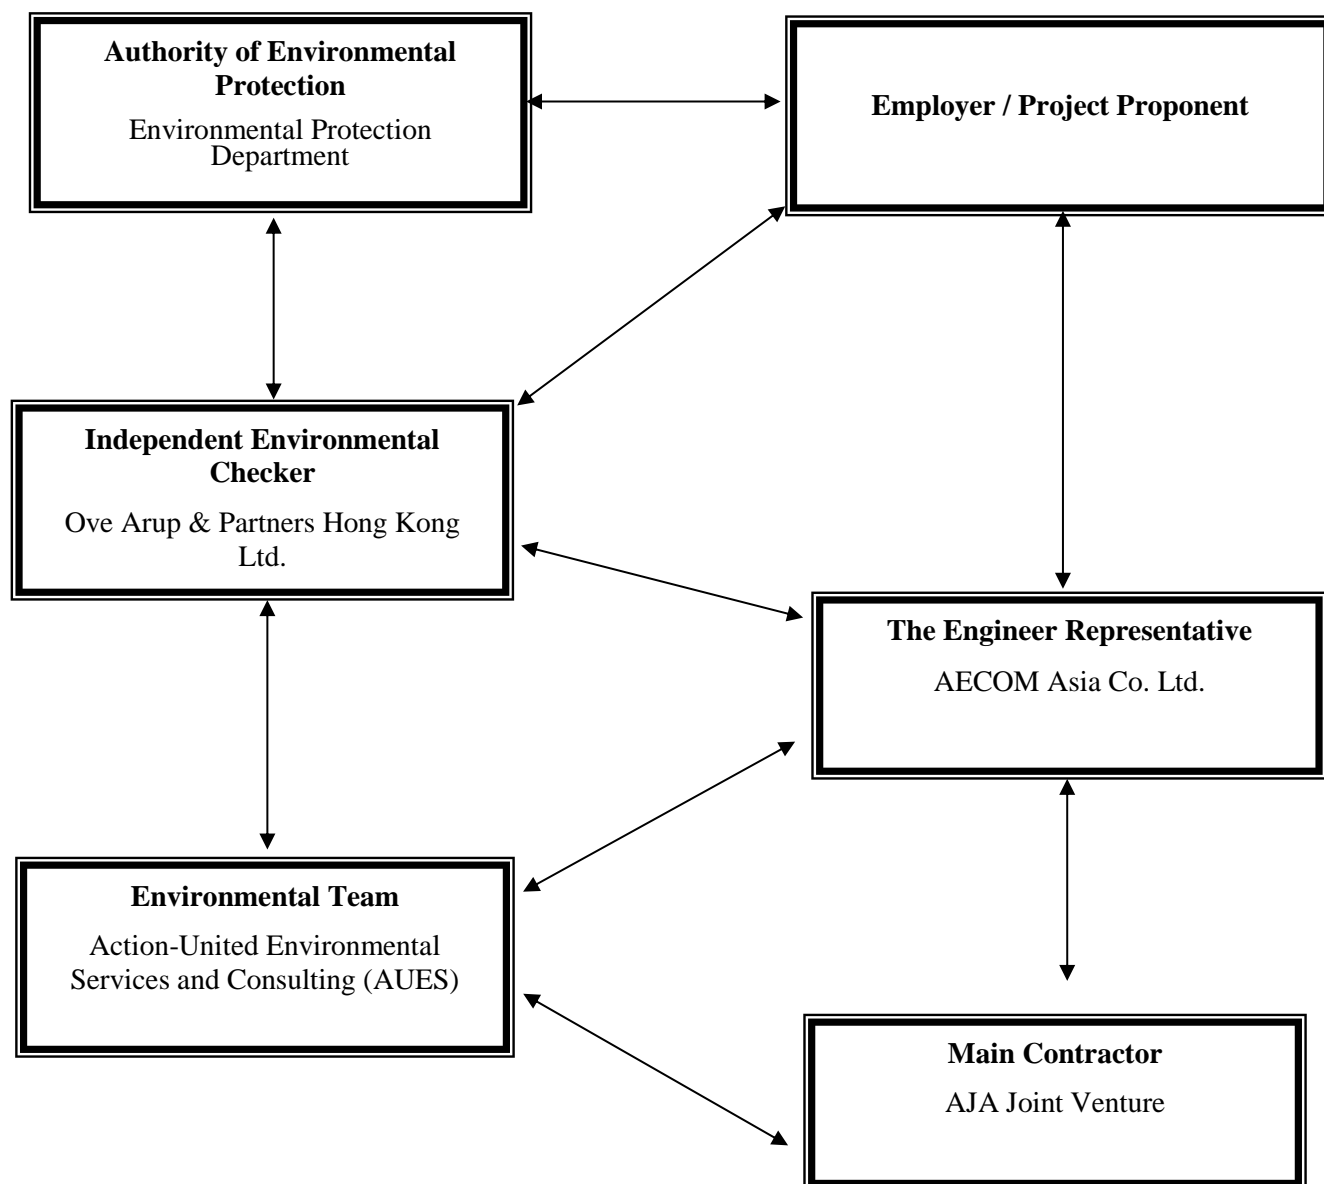 Authority of Environmental
Protection
Environmental Protection
Department
Employer / Project Proponent
Independent Environmental
Checker
Ove Arup & Partners Hong Kong
Ltd.
The Engineer Representative
AECOM Asia Co. Ltd.
Environmental Team
Action-United Environmental
Services and Consulting (AUES)
Main Contractor
AJA Joint Venture